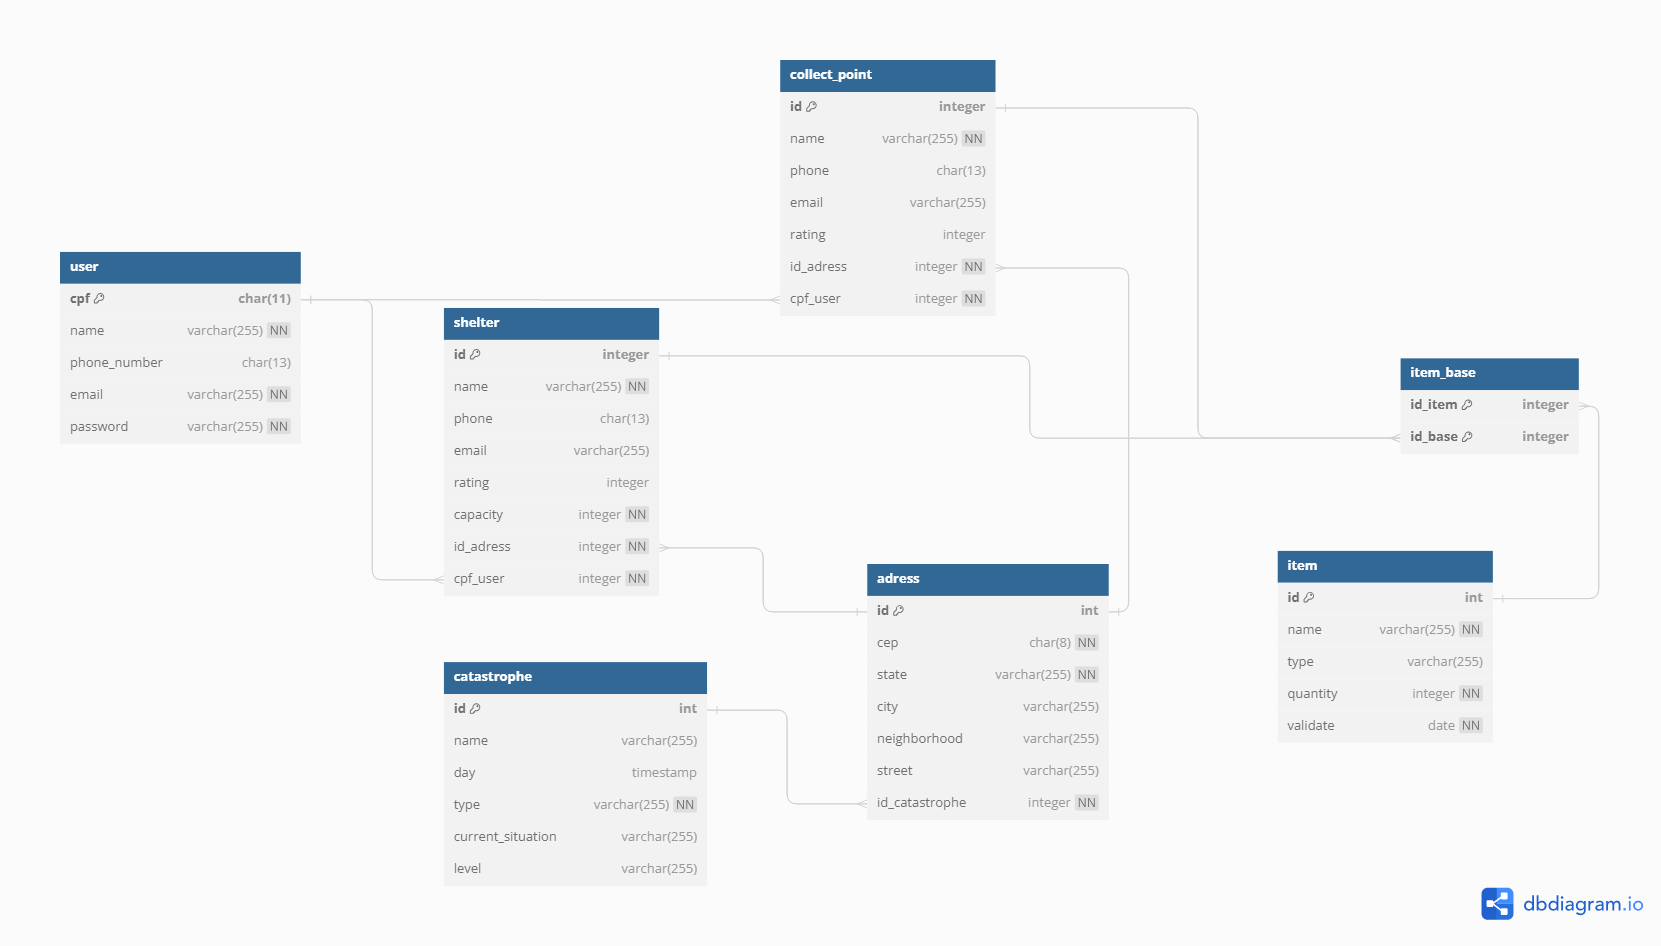 collect_point
id integer
name varchar(255) NN
phone char(13)
email varchar(255)
rating integer
id_adress integer NN
cpf_user integer NN
user
cpf char(11)
name varchar(255) NN
phone_number char(13)
email varchar(255) NN
password varchar(255) NN
shelter
id integer
name varchar(255) NN
phone char(13)
email varchar(255)
rating integer
capacity integer NN
id_adress integer NN
cpf_user integer NN
item_base
id_item integer
id_base integer
item
id int
name varchar(255) NN
type varchar(255)
quantity integer NN
validate date NN
adress
id int
cep char(8) NN
state varchar(255) NN
city varchar(255)
neighborhood varchar(255)
street varchar(255)
id_catastrophe integer NN
catastrophe
id int
name varchar(255)
day timestamp
type varchar(255) NN
current_situation varchar(255)
level varchar(255)
dbdiagram.io